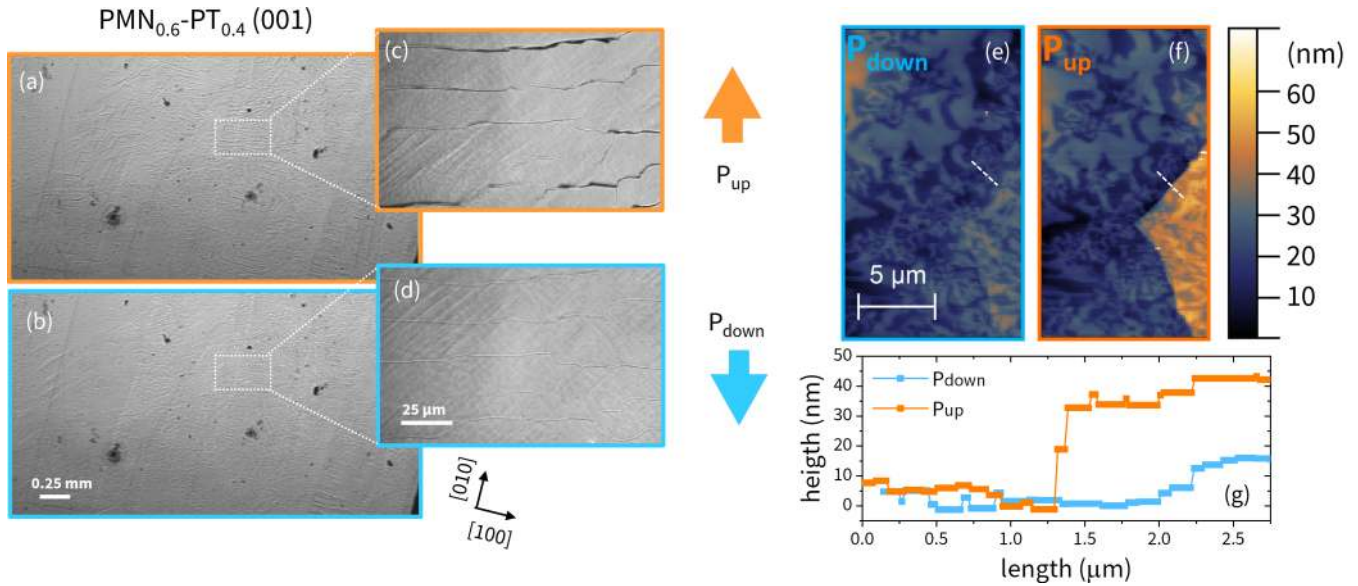 PMN0.6-PT0.4 (001)
(a)
(b)
0.25 mm
(c)
(d)
25 µm
[010]
[100]
Pup
Pdown
Pdown
(e)
5 µm
Pup
(f)
(nm)
60
50
40
30
20
10
50
40
30
20
10
0
heigth (nm)
Pdown
Pup
(g)
0.0 0.5 1.0 1.5 2.0 2.5
length (µm)